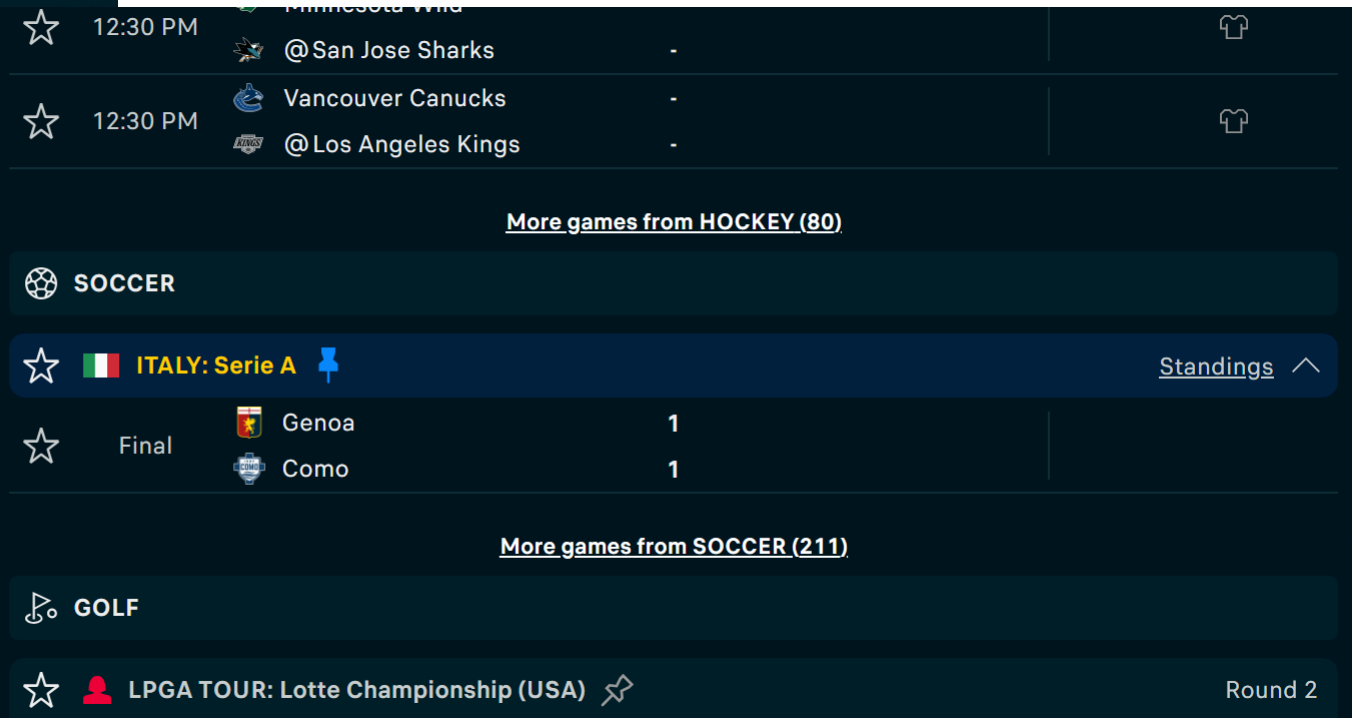 Minnesota Wild
12:30 PM
@San Jose Sharks -
Vancouver Canucks -
12:30 PM
@Los Angeles Kings -
More games from HOCKEY (80)
SOCCER
ITALY: Serie A Standings
Genoa 1
Final
Como 1
More games from SOCCER (211)
GOLF
LPGA TOUR: Lotte Championship (USA) Round 2